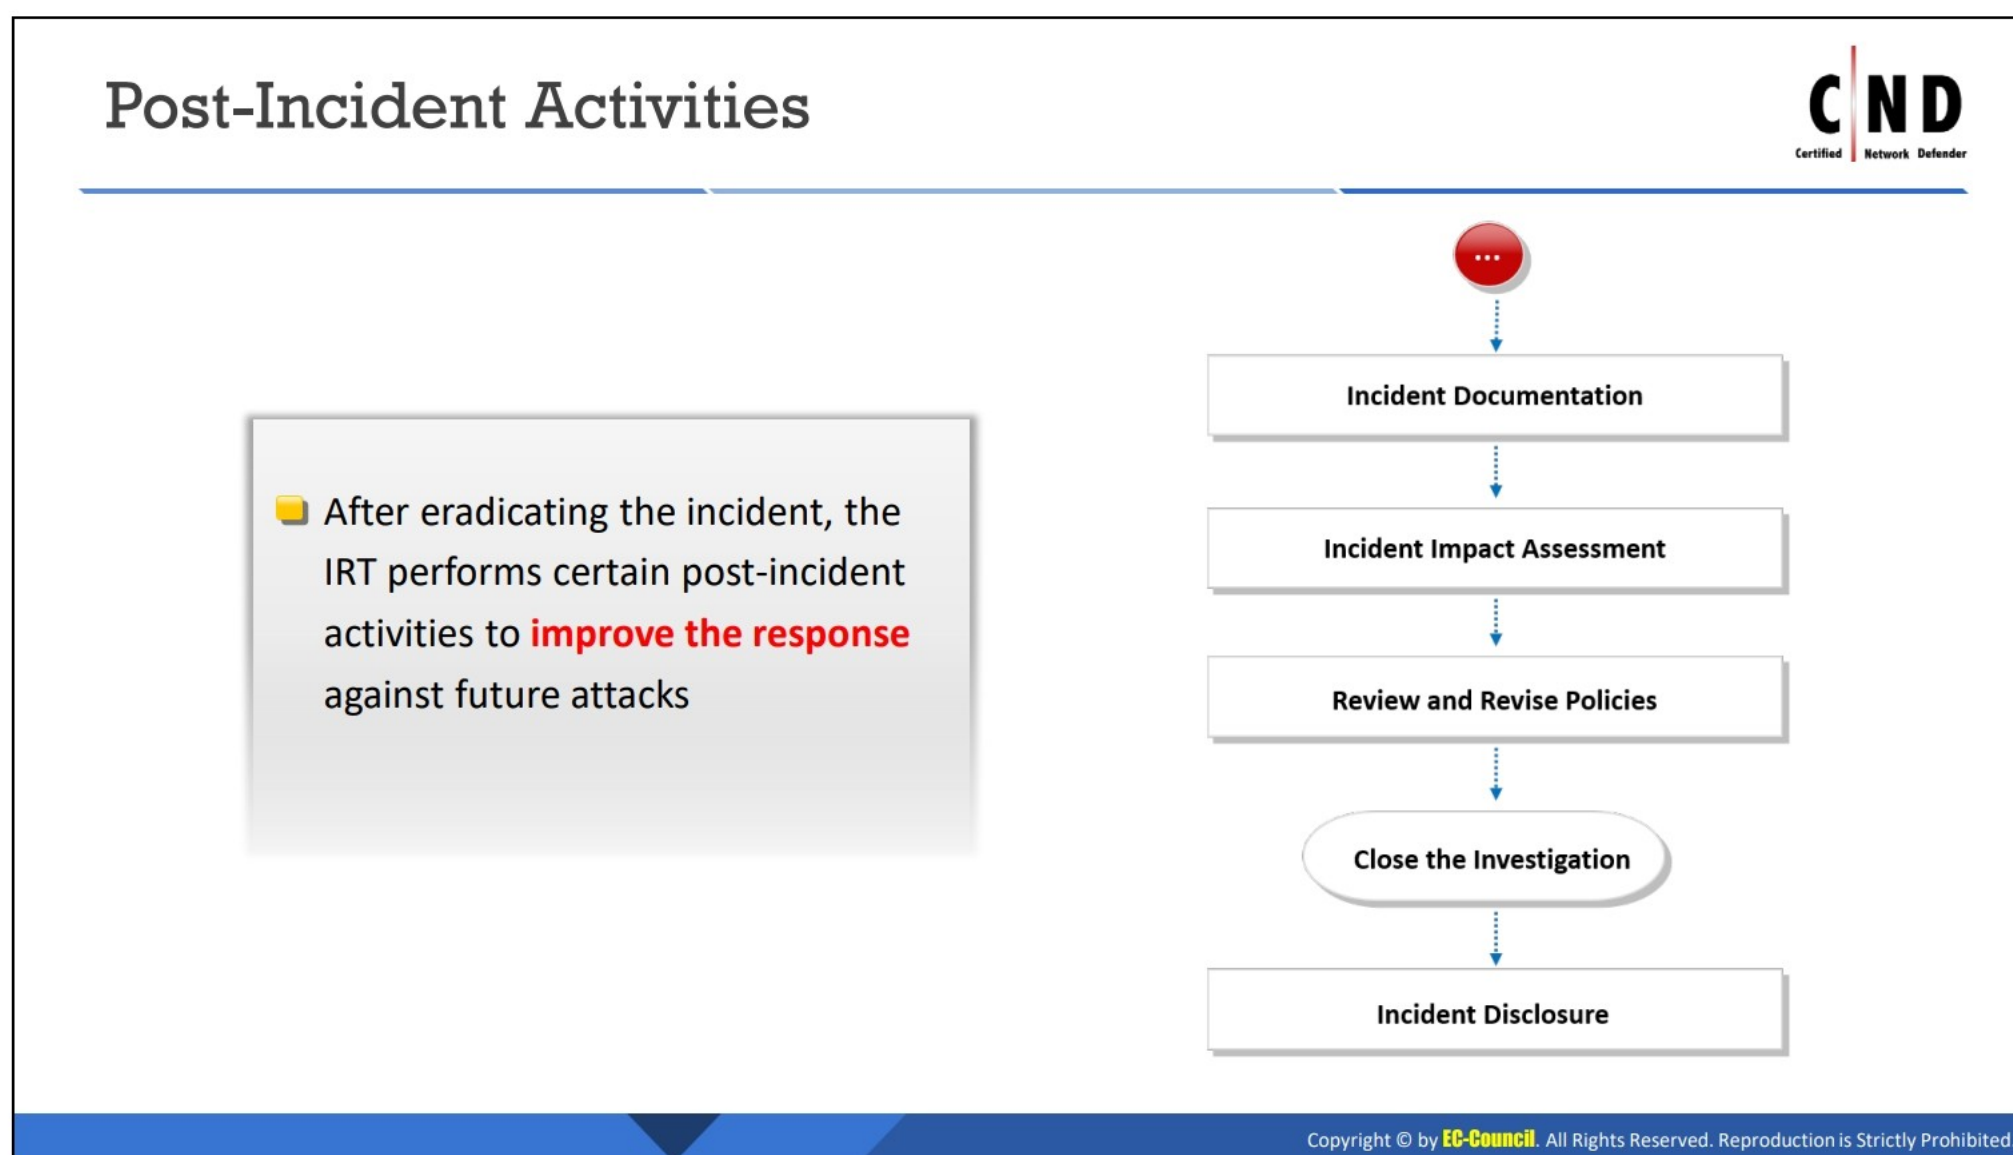 Post-Incident Activities
C N D
Certified Network Defender
After eradicating the incident, the
IRT performs certain post-incident
activities to improve the response
against future attacks
...
Incident Documentation
Incident Impact Assessment
Review and Revise Policies
Close the Investigation
Incident Disclosure
Copyright © by EC-Council. All Rights Reserved. Reproduction is Strictly Prohibited.